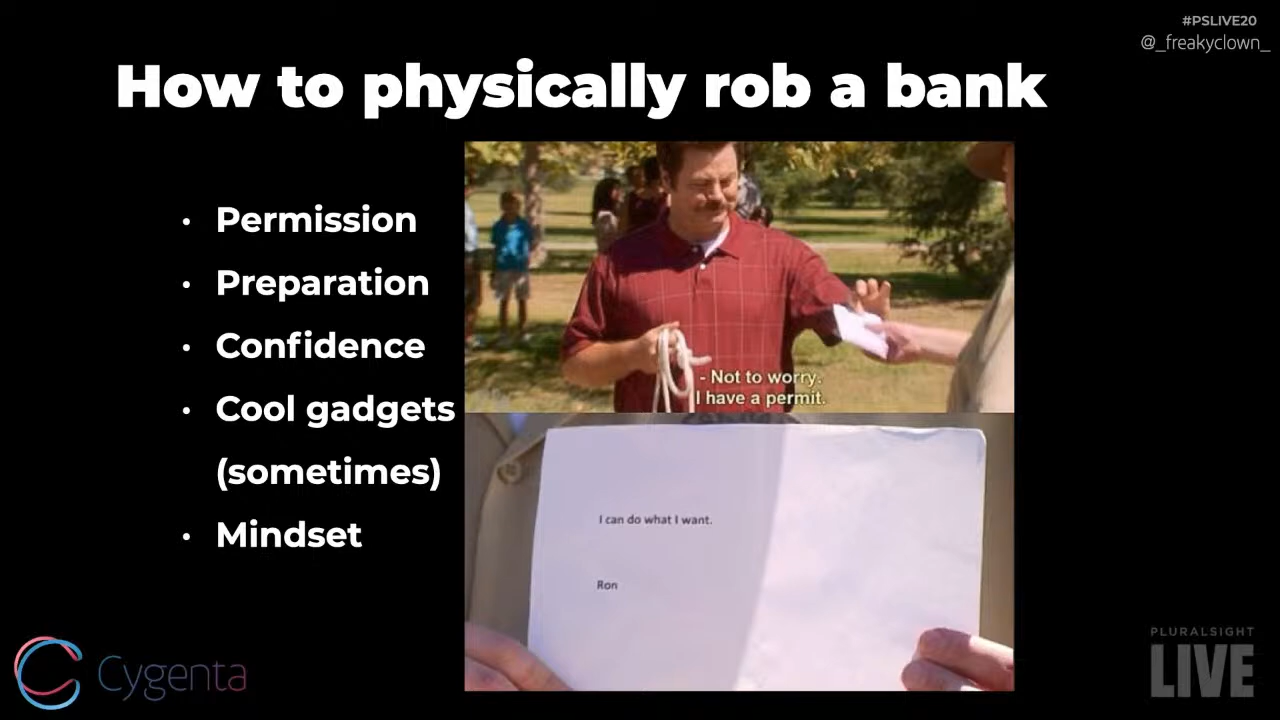 #PSLIVE20
@_freakyclown_
How to physically rob a bank
• Permission
• Preparation
• Confidence
• Cool gadgets
(sometimes)
• Mindset
- Not to worry.
I have a permit.
I can do what I want.
Ron
Cygenta
PLURALSIGHT
LIVE